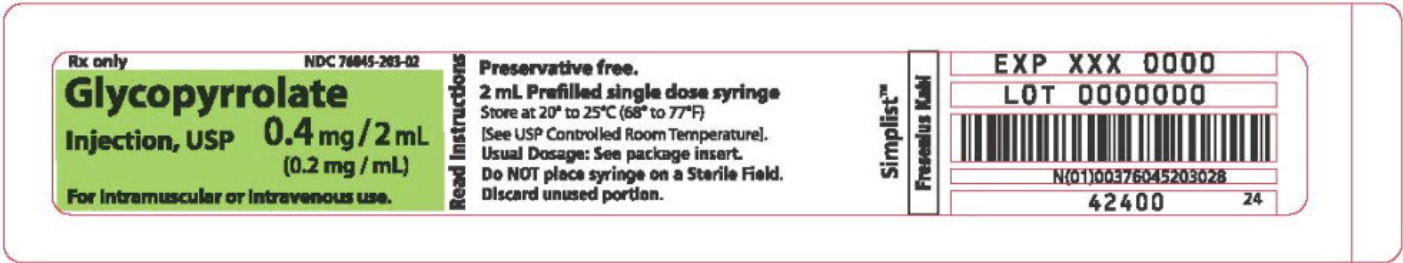 Rx only NDC 76045-203-02
Glycopyrrolate
Injection, USP 0.4 mg / 2 mL
(0.2 mg / mL)
For intramuscular or intravenous use.
Read Instructions
Preservative free.
2 mL Prefilled single dose syringe
Store at 20° to 25°C (68° to 77°F)
[See USP Controlled Room Temperature].
Usual Dosage: See package insert.
Do NOT place syringe on a Sterile Field.
Discard unused portion.
Simplist™
Fresenius Kabi
EXP XXX 0000
LOT 0000000
N(01)00376045203028
42400 24